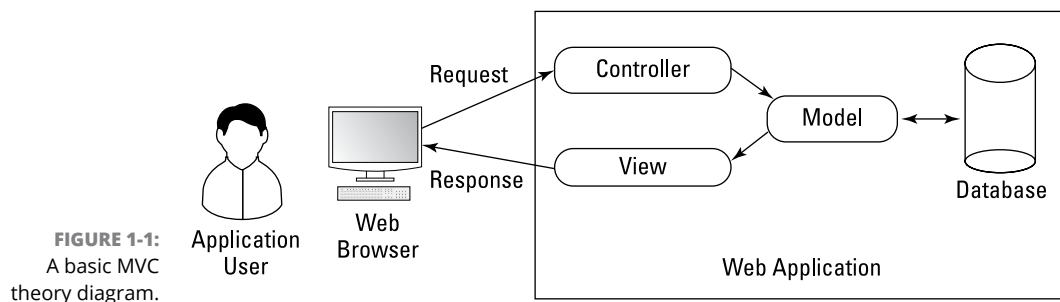 Request
Controller
Model
View
Response
Database
Web
Browser
Application
User
Web Application
FIGURE 1-1:
A basic MVC
theory diagram.